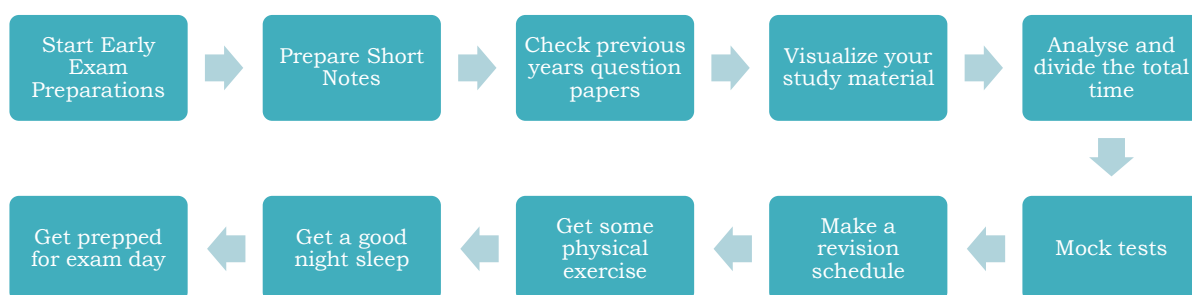 Start Early
Exam
Preparations
Prepare Short
Notes
Check previous
years question
papers
Visualize your
study material
Analyse and
divide the total
time
Mock tests
Make a
revision
schedule
Get some
physical
exercise
Get a good
night sleep
Get prepped
for exam day